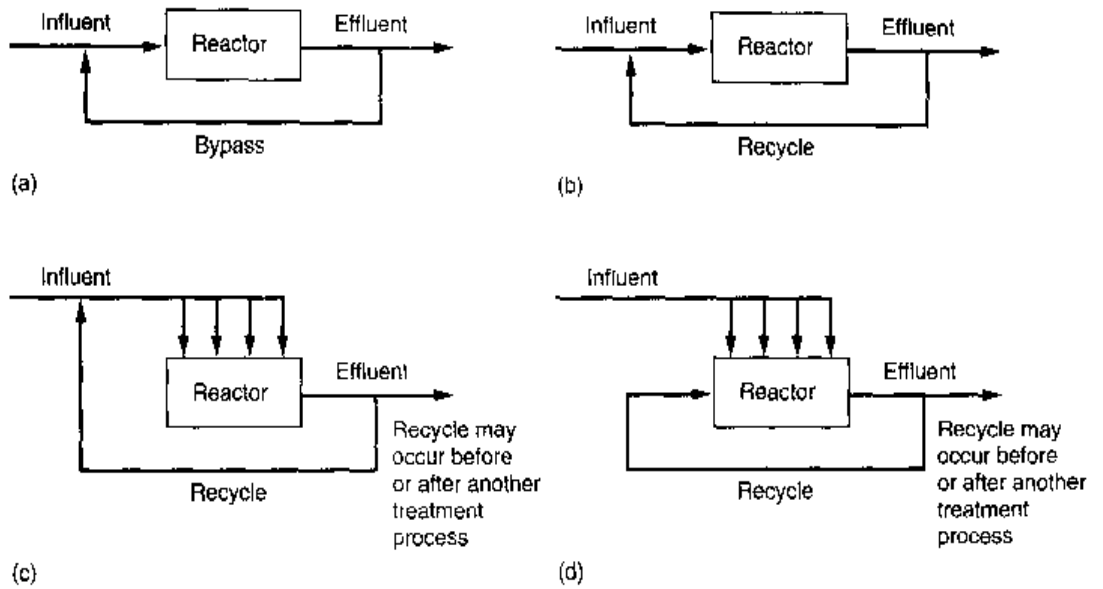 Influent
Effluent
Reactor
Bypass
(a)
Influent
Effluent
Reactor
Recycle
(b)
Influent
Reactor
Effluent
Recycle may
occur before
or after another
treatment
process
Recycle
(c)
Influent
Reactor
Effluent
Recycle may
occur before
or after another
treatment
process
Recycle
(d)